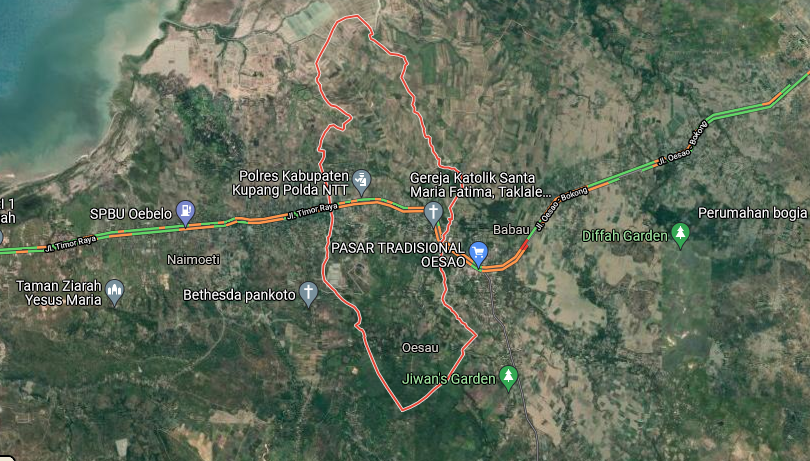 Polres Kabupaten
Kupang Polda NTT
Gereja Katolik Santa
Maria Fatima, Taklale...
Jl. Oesao - Bokong
l 1
ah
SPBU Oebelo
Jl. Timor Raya
Jl. Oesao - Bokong
Perumahan bogia
Babau
Diffah Garden
Jl. Timor Raya
PASAR TRADISIONAL
OESAO
Naimoeti
Taman Ziarah
Yesus Maria
Bethesda pankoto
Oesau
Jiwan's Garden